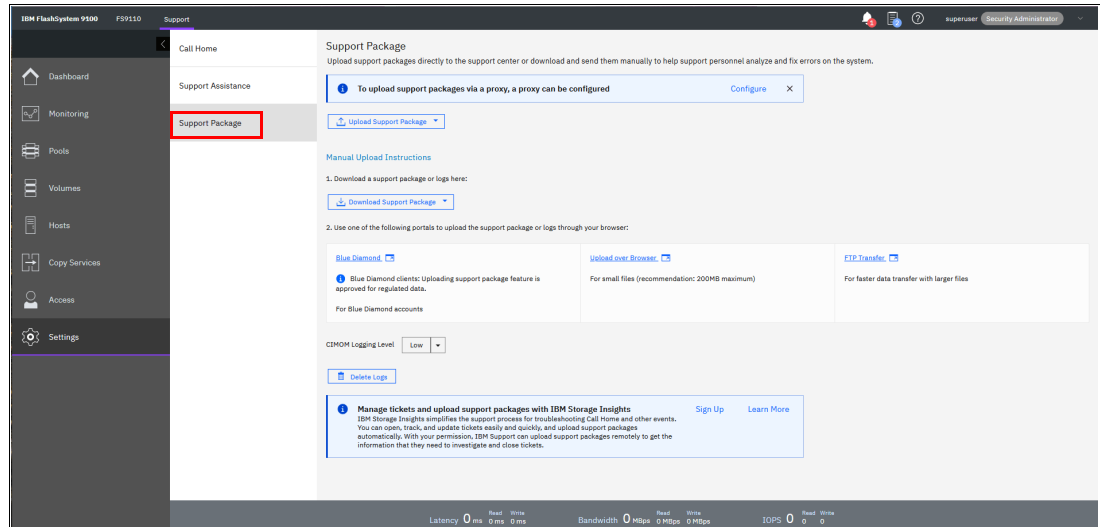 IBM FlashSystem 9100 FS9110 Support
superuser Security Administrator
Dashboard
Monitoring
Pools
Volumes
Hosts
Copy Services
Access
Settings
Call Home
Support Assistance
Support Package
Support Package
Upload support packages directly to the support center or download and send them manually to help support personnel analyze and fix errors on the system.
To upload support packages via a proxy, a proxy can be configured Configure
Upload Support Package
Manual Upload Instructions
1. Download a support package or logs here:
Download Support Package
2. Use one of the following portals to upload the support package or logs through your browser:
Blue Diamond
Blue Diamond clients: Uploading support package feature is
approved for regulated data.
For Blue Diamond accounts
Upload over Browser
For small files (recommendation: 200MB maximum)
FTP Transfer
For faster data transfer with larger files
CIMOM Logging Level Low
Delete Logs
Manage tickets and upload support packages with IBM Storage Insights Sign Up Learn More
IBM Storage Insights simplifies the support process for troubleshooting Call Home and other events.
You can open, track, and update tickets easily and quickly, and upload support packages
automatically. With your permission, IBM Support can upload support packages remotely to get the
information that they need to investigate and close tickets.
Read Write Read Write Read Write
Latency 0 ms 0 ms 0 ms Bandwidth 0 MBps 0 MBps 0 MBps IOPS 0 0 0